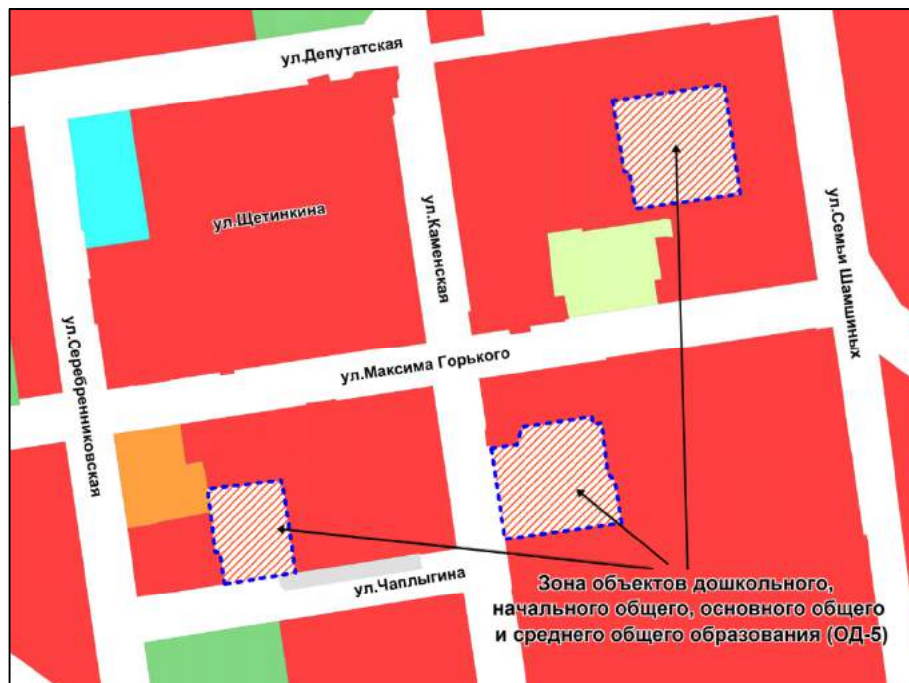 ул.Депутатская
ул.Щетинкина
ул.Каменская
ул.Семьи Шамшиных
ул.Серебренниковская
ул.Максима Горького
ул.Чаплыгина
Зона объектов дошкольного,
начального общего, основного общего
и среднего общего образования (ОД-5)